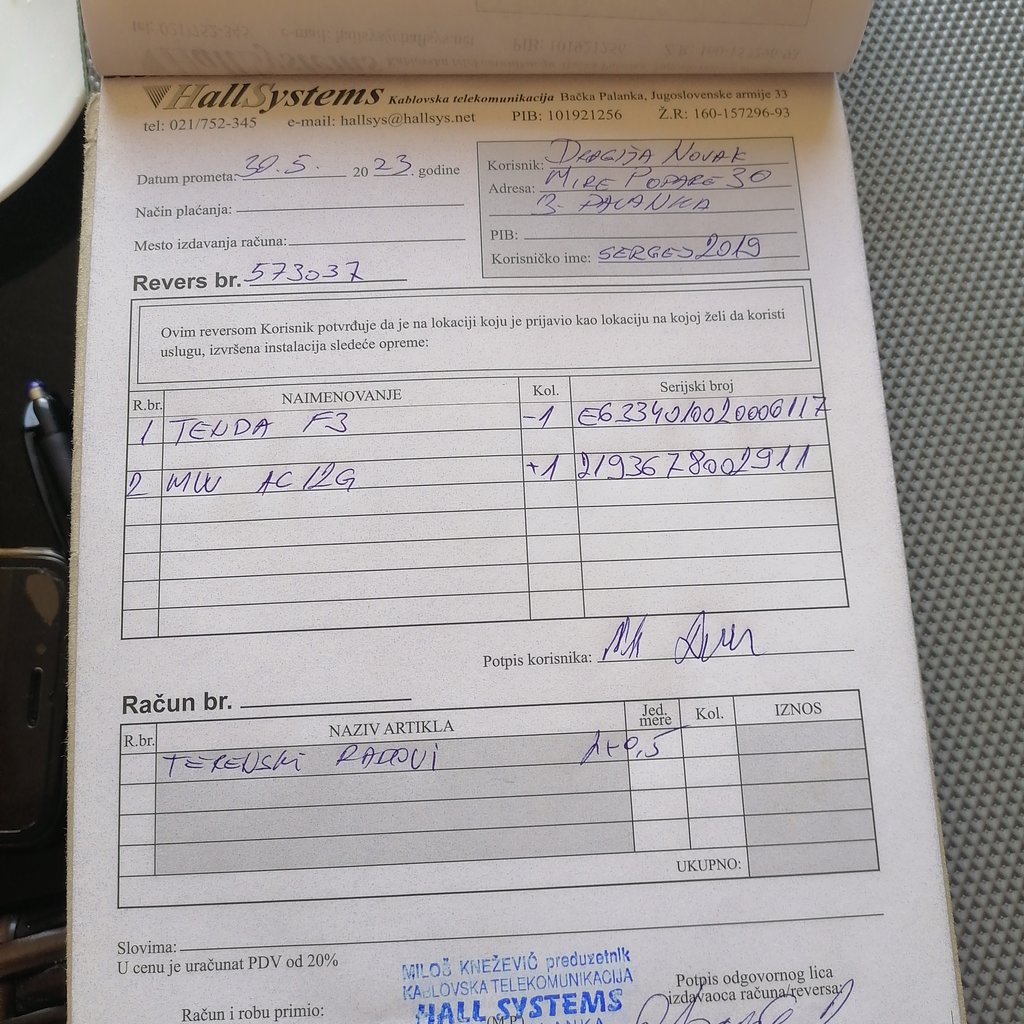 HallSystems Kablovska telekomunikacija Bačka Palanka, Jugoslovenske armije 33
tel: 021/752-345 e-mail: hallsys@hallsys.net PIB: 101921256 Ž.R: 160-157296-93
Datum prometa: 30.5. 2023. godine
Način plaćanja:
Mesto izdavanja računa:
Revers br. 573037
Korisnik: DRAGIJA NOVAK
Adresa: MIRE POPARE 30
B. PALANKA
PIB:
Korisničko ime: SERGEJ2019
Ovim reversom Korisnik potvrđuje da je na lokaciji koju je prijavio kao lokaciju na kojoj želi da koristi
uslugu, izvršena instalacija sledeće opreme:
R.br. NAIMENOVANJE Kol. Serijski broj
1 TENDA F3 -1 E6334010020006117
2 MW AC12G +1 2193678002911
Potpis korisnika:
Račun br.
R.br. NAZIV ARTIKLA Jed. mere Kol. IZNOS
TERENSKI RADOVI 1+0,5
UKUPNO:
Slovima:
U cenu je uračunat PDV od 20%
MILOŠ KNEŽEVIĆ preduzetnik
KABLOVSKA TELEKOMUNIKACIJA
HALL SYSTEMS
(M.P.)
Račun i robu primio:
Potpis odgovornog lica
izdavaoca računa/reversa: